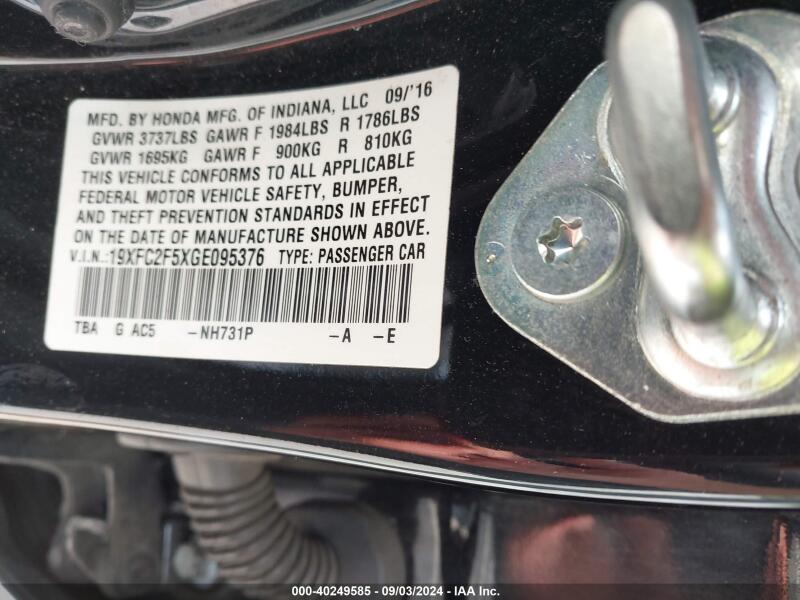 MFD. BY HONDA MFG. OF INDIANA, LLC 09/'16
GVWR 3737LBS GAWR F 1984LBS R 1786LBS
GVWR 1695KG GAWR F 900KG R 810KG
THIS VEHICLE CONFORMS TO ALL APPLICABLE
FEDERAL MOTOR VEHICLE SAFETY, BUMPER,
AND THEFT PREVENTION STANDARDS IN EFFECT
ON THE DATE OF MANUFACTURE SHOWN ABOVE.
V.I.N.:19XFC2F5XGE095376 TYPE: PASSENGER CAR
TBA G AC5 -NH731P -A -E
000-40249585 - 09/03/2024 - IAA Inc.